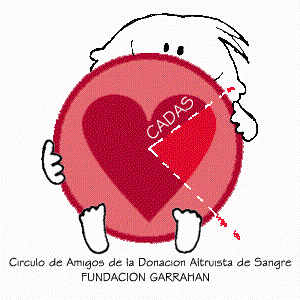 CADAS
Circulo de Amigos de la Donacion Altruista de Sangre
FUNDACION GARRAHAN